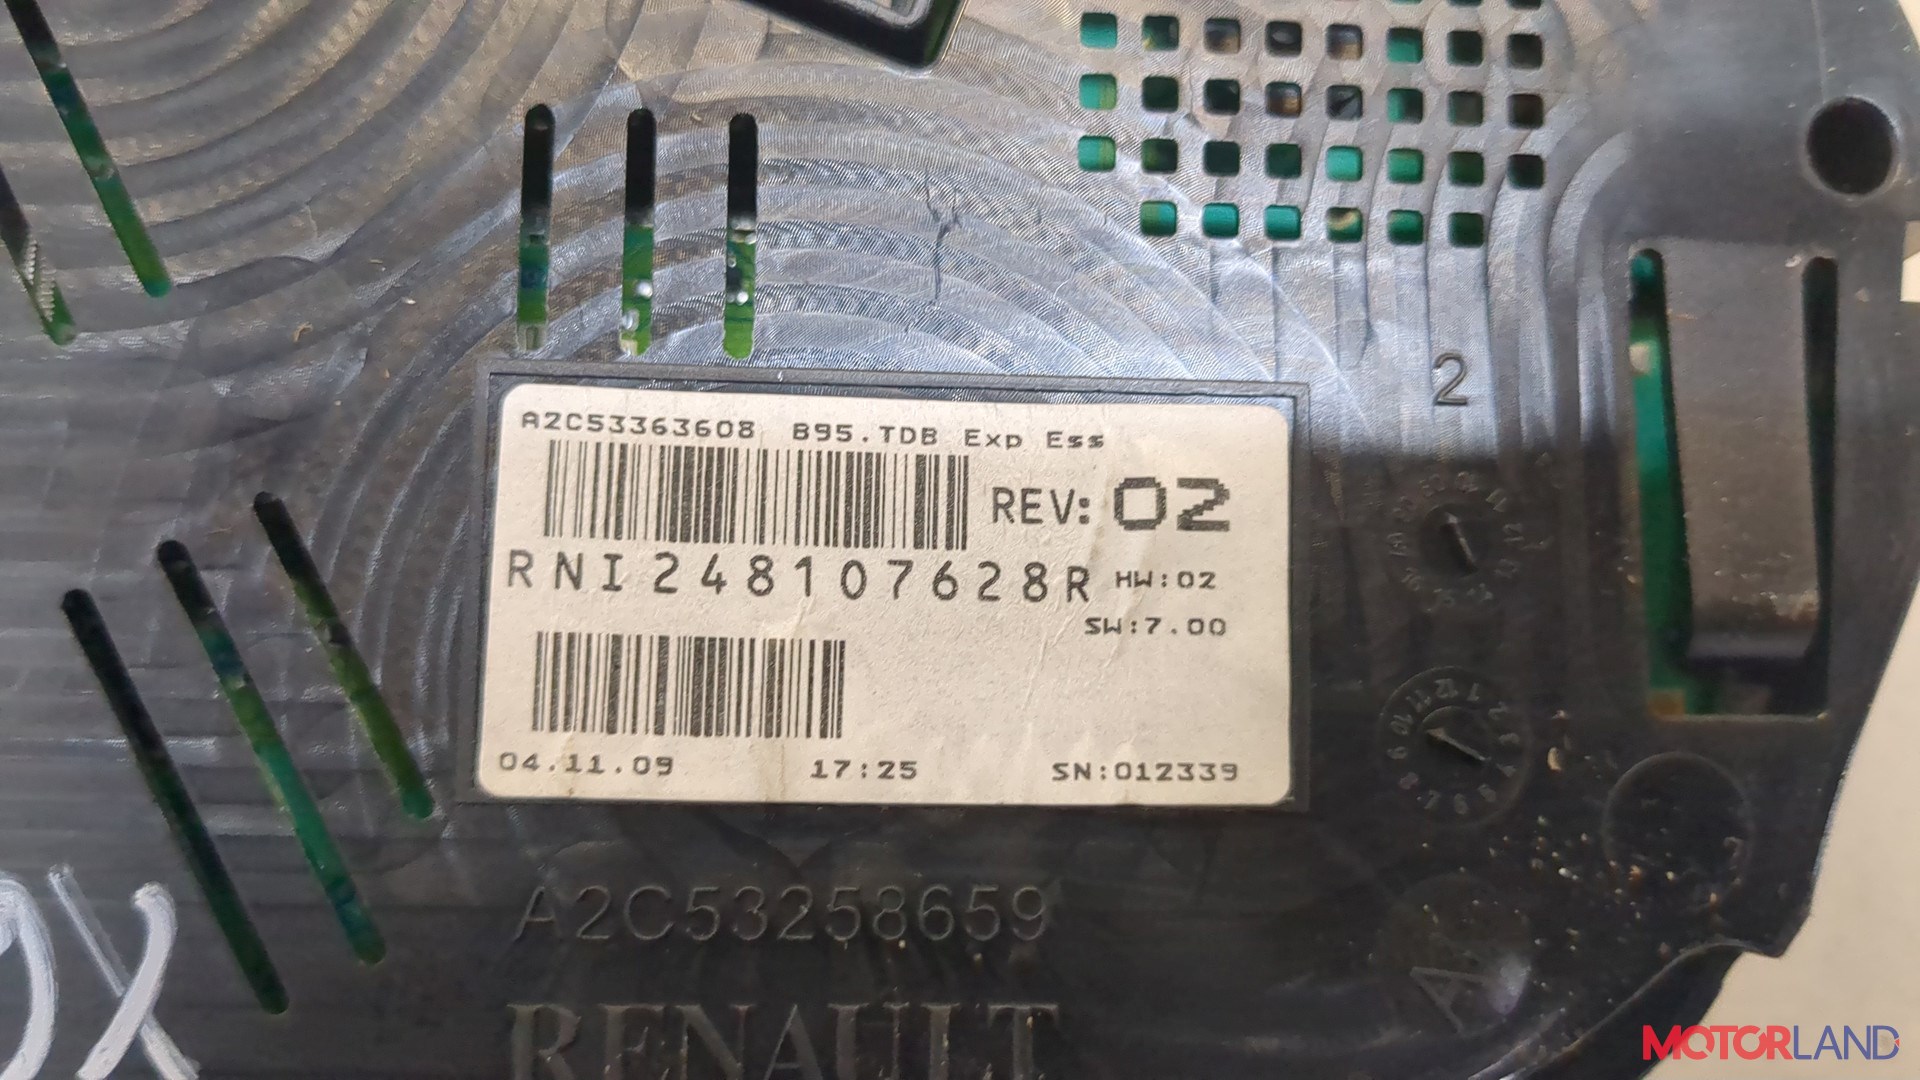 2
A2C53363608 B95.TDB Exp Ess
REV: 02
RNI248107628R HW:02
SW:7.00
04.11.09 17:25 SN:012339
A2C53258659
RENAULT
A
MOTORLAND